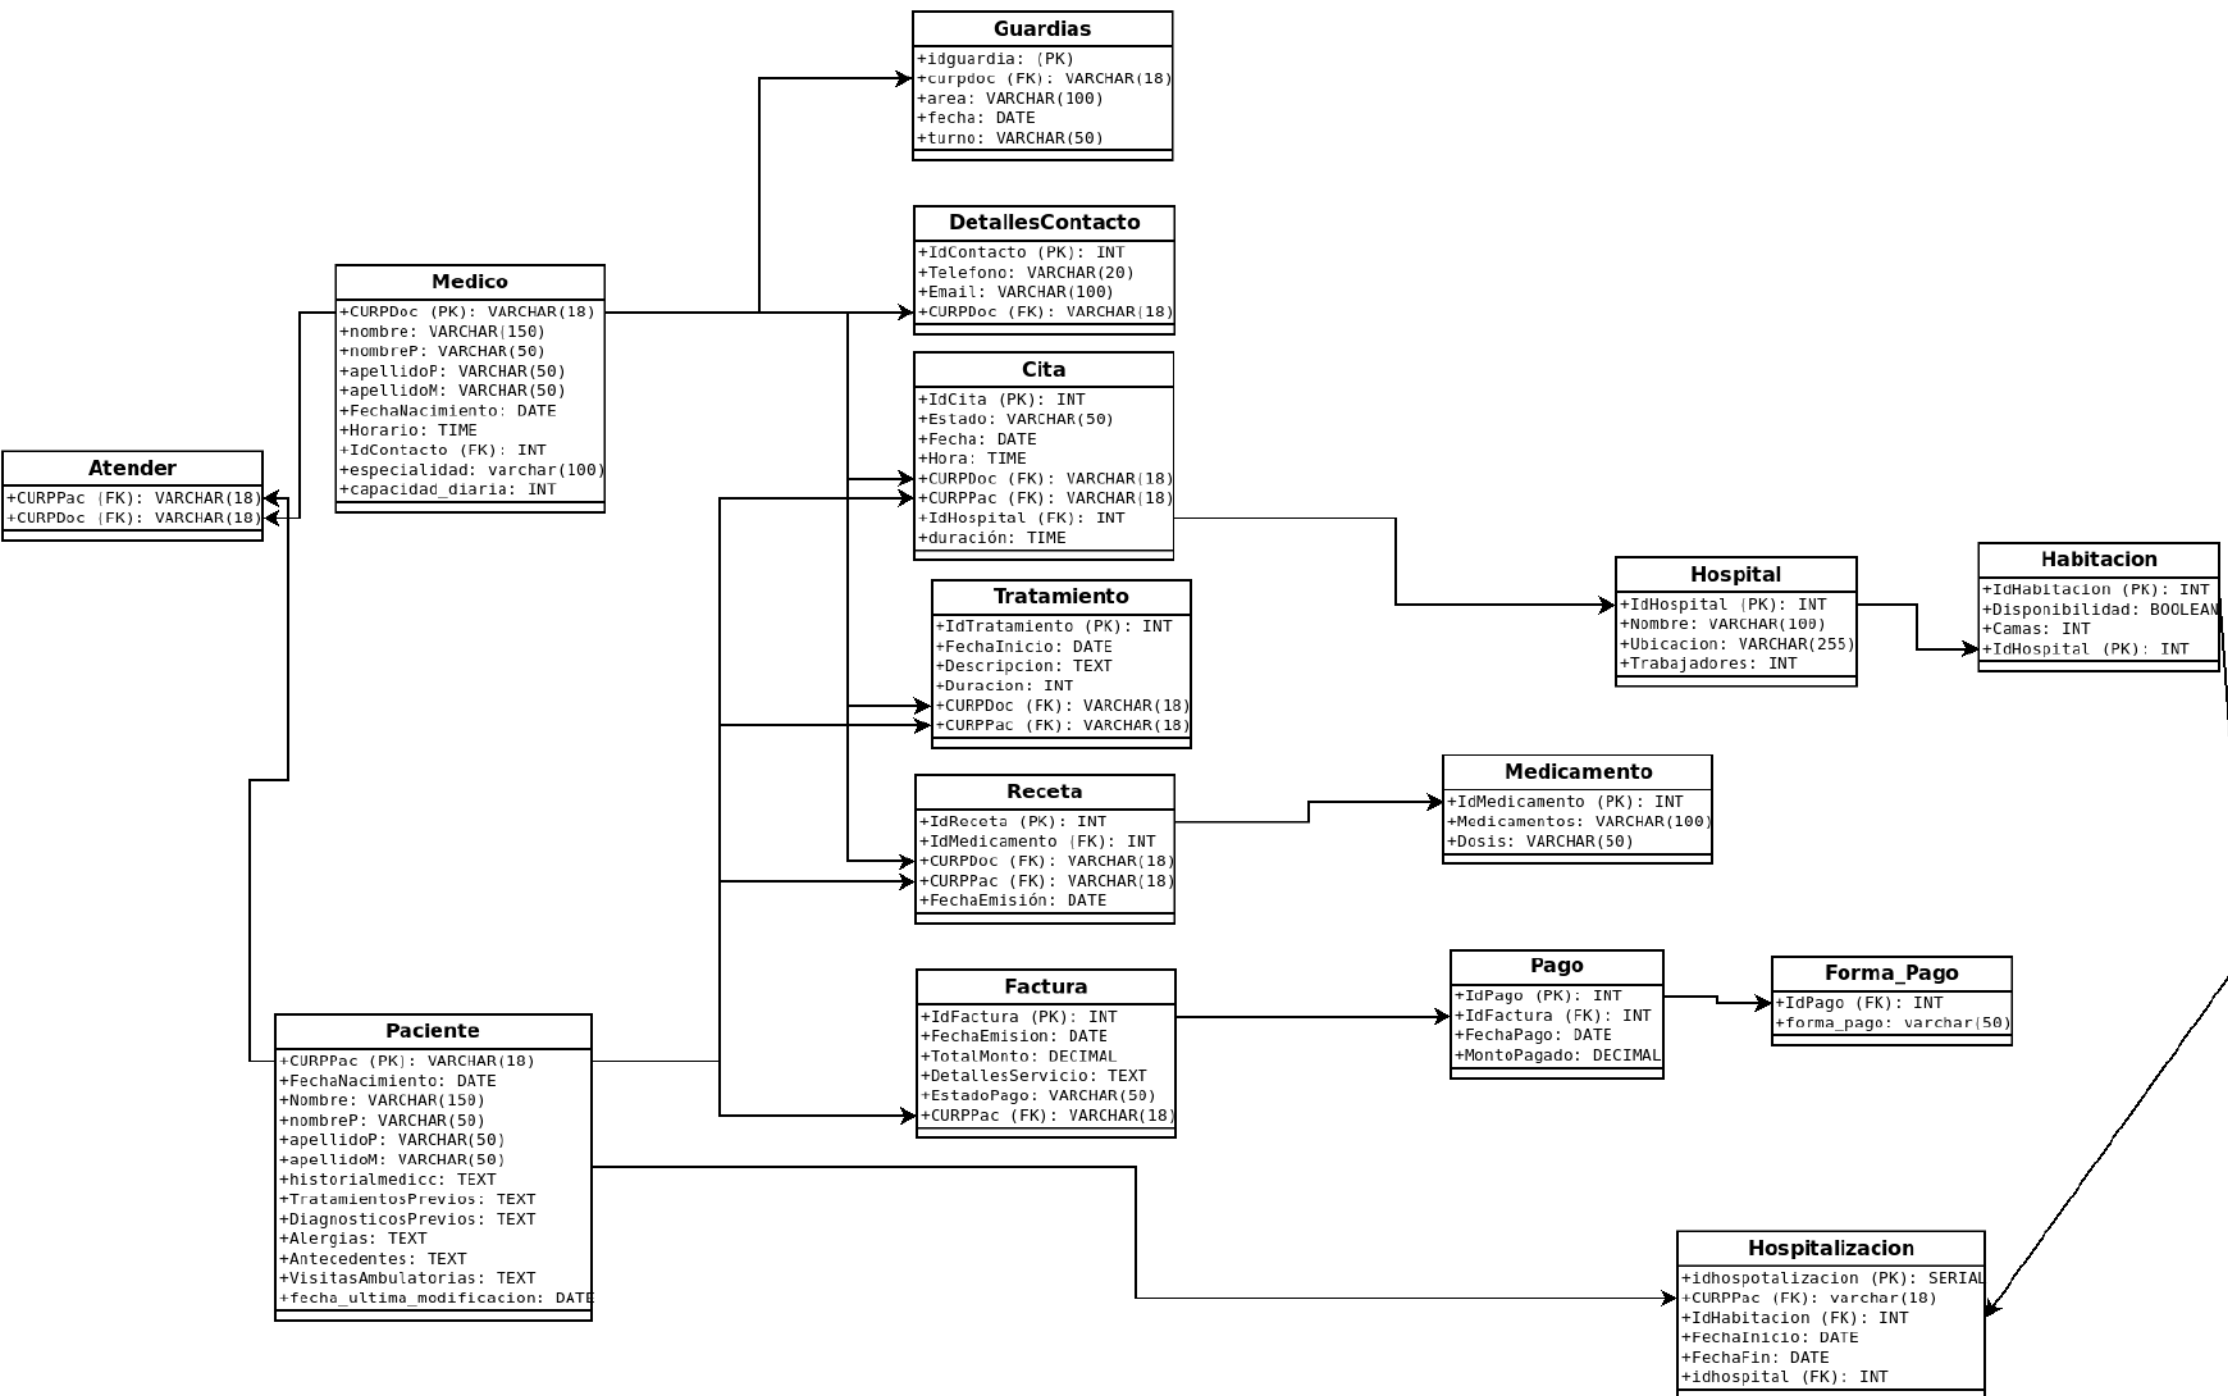 Guardias
+idguardia: (PK)
+curpdoc (FK): VARCHAR(18)
+area: VARCHAR(100)
+fecha: DATE
+turno: VARCHAR(50)
DetallesContacto
+IdContacto (PK): INT
+Telefono: VARCHAR(20)
+Email: VARCHAR(100)
+CURPDoc (FK): VARCHAR(18)
Medico
+CURPDoc (PK): VARCHAR(18)
+nombre: VARCHAR(150)
+nombreP: VARCHAR(50)
+apellidoP: VARCHAR(50)
+apellidoM: VARCHAR(50)
+FechaNacimiento: DATE
+Horario: TIME
+IdContacto (FK): INT
+especialidad: varchar(100)
+capacidad_diaria: INT
Cita
+IdCita (PK): INT
+Estado: VARCHAR(50)
+Fecha: DATE
+Hora: TIME
+CURPDoc (FK): VARCHAR(18)
+CURPPac (FK): VARCHAR(18)
+IdHospital (FK): INT
+duración: TIME
Atender
+CURPPac (FK): VARCHAR(18)
+CURPDoc (FK): VARCHAR(18)
Tratamiento
+IdTratamiento (PK): INT
+FechaInicio: DATE
+Descripcion: TEXT
+Duracion: INT
+CURPDoc (FK): VARCHAR(18)
+CURPPac (FK): VARCHAR(18)
Hospital
+IdHospital (PK): INT
+Nombre: VARCHAR(100)
+Ubicacion: VARCHAR(255)
+Trabajadores: INT
Habitacion
+IdHabitacion (PK): INT
+Disponibilidad: BOOLEAN
+Camas: INT
+IdHospital (PK): INT
Receta
+IdReceta (PK): INT
+IdMedicamento (FK): INT
+CURPDoc (FK): VARCHAR(18)
+CURPPac (FK): VARCHAR(18)
+FechaEmisión: DATE
Medicamento
+IdMedicamento (PK): INT
+Medicamentos: VARCHAR(100)
+Dosis: VARCHAR(50)
Factura
+IdFactura (PK): INT
+FechaEmision: DATE
+TotalMonto: DECIMAL
+DetallesServicio: TEXT
+EstadoPago: VARCHAR(50)
+CURPPac (FK): VARCHAR(18)
Pago
+IdPago (PK): INT
+IdFactura (FK): INT
+FechaPago: DATE
+MontoPagado: DECIMAL
Forma_Pago
+IdPago (FK): INT
+forma_pago: varchar(50)
Paciente
+CURPPac (PK): VARCHAR(18)
+FechaNacimiento: DATE
+Nombre: VARCHAR(150)
+nombreP: VARCHAR(50)
+apellidoP: VARCHAR(50)
+apellidoM: VARCHAR(50)
+historialmedicc: TEXT
+TratamientosPrevios: TEXT
+DiagnosticosPrevios: TEXT
+Alergias: TEXT
+Antecedentes: TEXT
+VisitasAmbulatorias: TEXT
+fecha_ultima_modificacion: DATE
Hospitalizacion
+idhospotalizacion (PK): SERIAL
+CURPPac (FK): varchar(18)
+IdHabitacion (FK): INT
+FechaInicio: DATE
+FechaFin: DATE
+idhospital (FK): INT